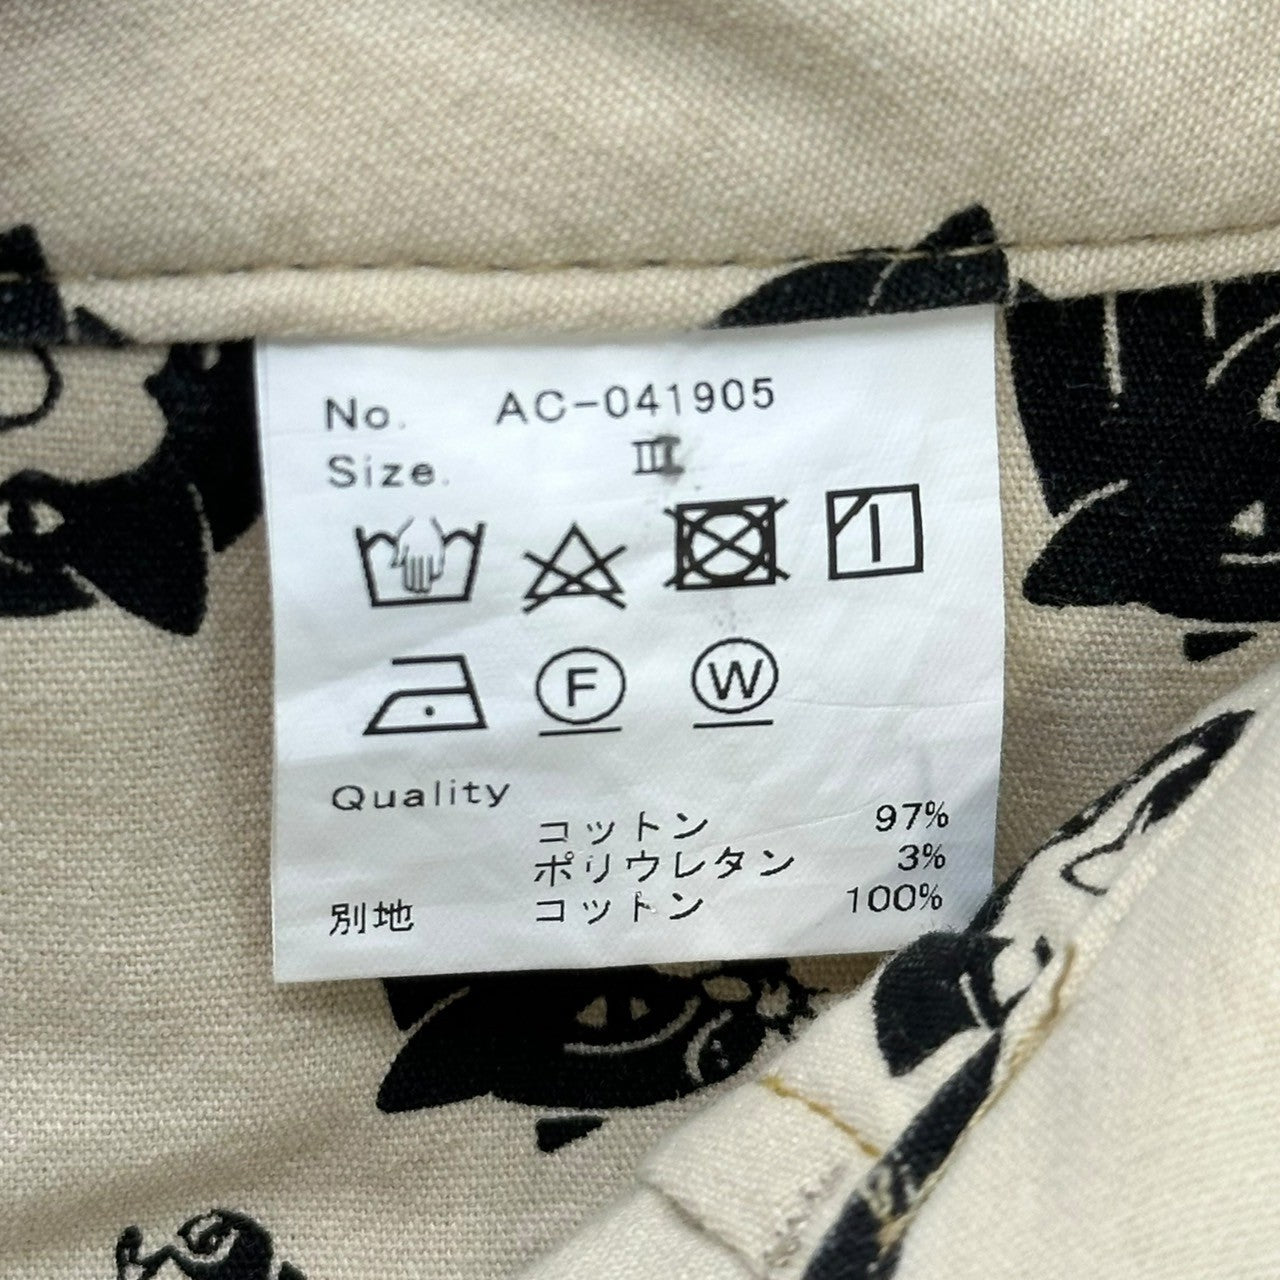 No. AC-041905
Size. Ⅲ
F W
Quality
コットン 97%
ポリウレタン 3%
別地 コットン 100%